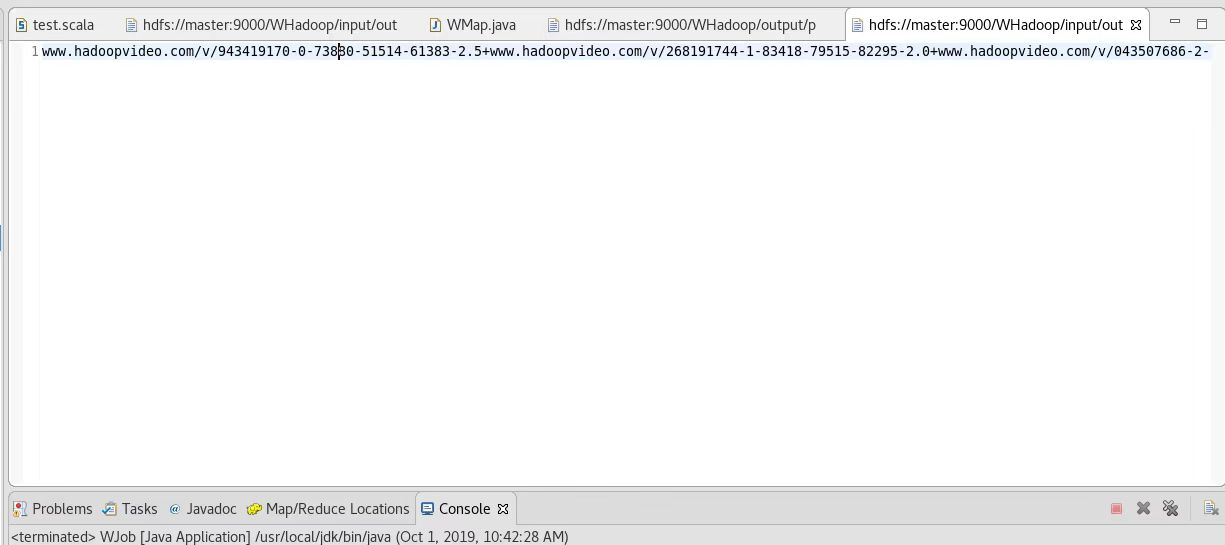 test.scala hdfs://master:9000/WHadoop/input/out WMap.java hdfs://master:9000/WHadoop/output/p hdfs://master:9000/WHadoop/input/out
1 www.hadoopvideo.com/v/943419170-0-73880-51514-61383-2.5+www.hadoopvideo.com/v/268191744-1-83418-79515-82295-2.0+www.hadoopvideo.com/v/043507686-2-
Problems @ Tasks Javadoc Map/Reduce Locations Console
<terminated> WJob [Java Application] /usr/local/jdk/bin/java (Oct 1, 2019, 10:42:28 AM)